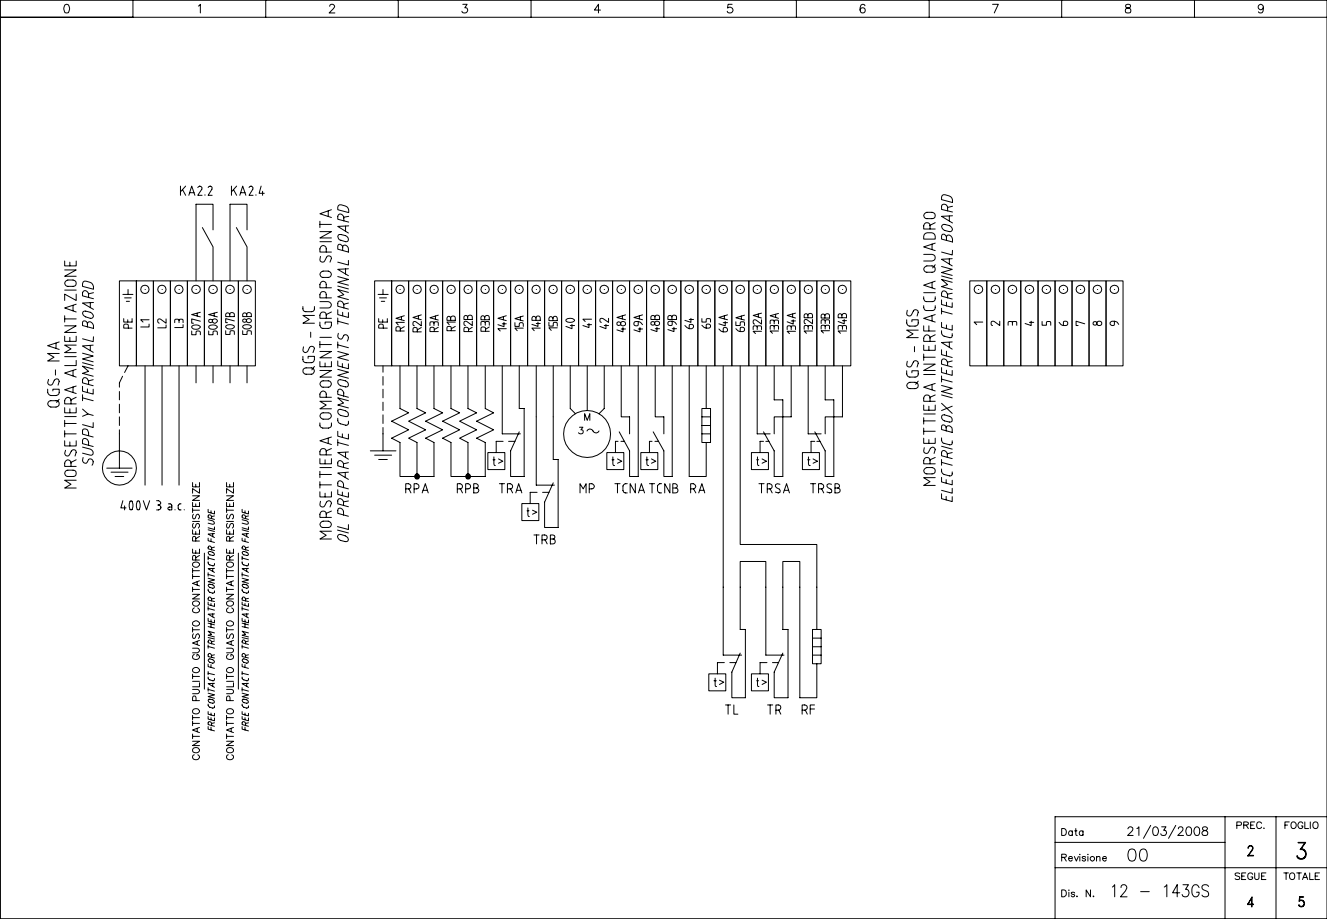 0 1 2 3 4 5 6 7 8 9
KA2.2 KA2.4
QGS - MA
MORSETTIERA ALIMENTAZIONE
SUPPLY TERMINAL BOARD
PE L1 L2 L3 507A 508A 507B 508B
400V 3 a.c.
CONTATTO PULITO GUASTO CONTATTORE RESISTENZE
FREE CONTACT FOR TRIM HEATER CONTACTOR FAILURE
CONTATTO PULITO GUASTO CONTATTORE RESISTENZE
FREE CONTACT FOR TRIM HEATER CONTACTOR FAILURE
QGS - MC
MORSETTIERA COMPONENTI GRUPPO SPINTA
OIL PREPARATE COMPONENTS TERMINAL BOARD
PE R1A R2A R3A R1B R2B R3B 14A 15A 14B 15B 40 41 42 48A 49A 48B 49B 64 65 64A 65A 132A 133A 134A 132B 133B 134B
M
3~
t> t> t> t> t>
RPA RPB TRA MP TCNA TCNB RA TRSA TRSB
t>
TRB
t> t>
TL TR RF
QGS - MGS
MORSETTIERA INTERFACCIA QUADRO
ELECTRIC BOX INTERFACE TERMINAL BOARD
1 2 3 4 5 6 7 8 9
Data 21/03/2008
PREC. FOGLIO
2 3
Revisione 00
SEGUE TOTALE
Dis. N. 12 - 143GS
4 5